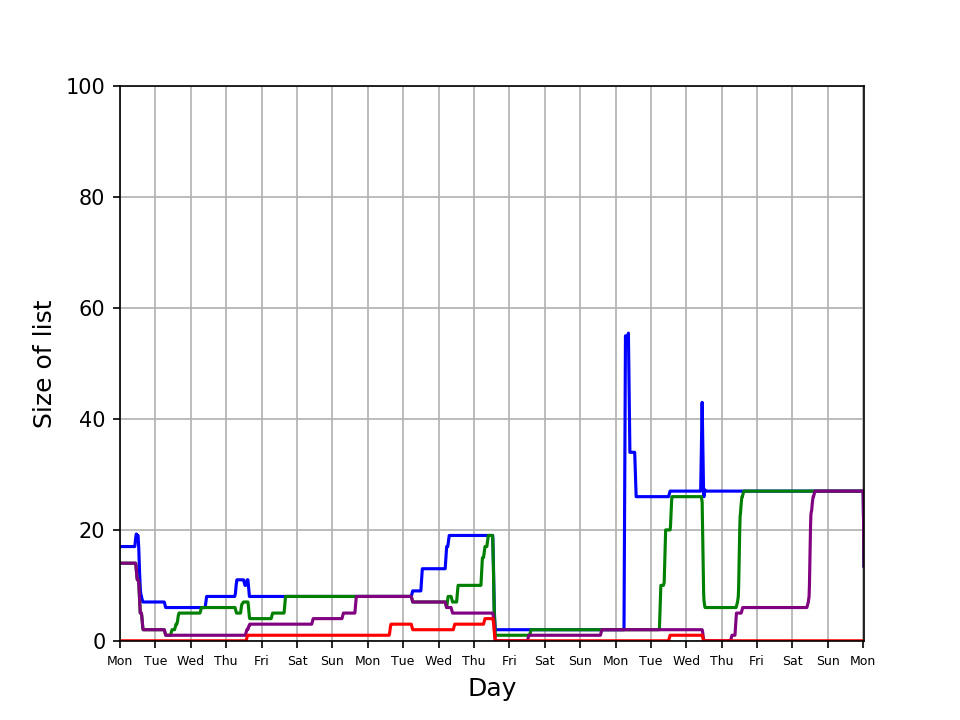 100
80
60
40
20
0
Size of list
Mon Tue Wed Thu Fri Sat Sun Mon Tue Wed Thu Fri Sat Sun Mon Tue Wed Thu Fri Sat Sun Mon
Day